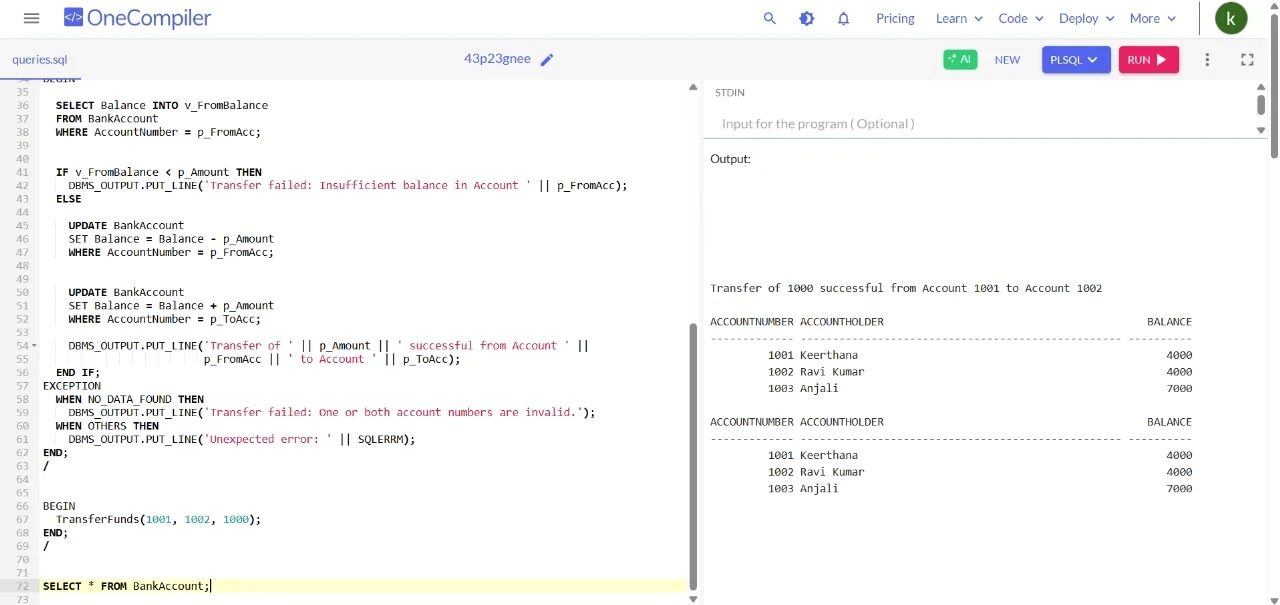 OneCompiler
Pricing Learn Code Deploy More k
queries.sql
43p23gnee
AI NEW PLSQL RUN
34 BEGIN
35
36 SELECT Balance INTO v_FromBalance
37 FROM BankAccount
38 WHERE AccountNumber = p_FromAcc;
39
40
41 IF v_FromBalance < p_Amount THEN
42 DBMS_OUTPUT.PUT_LINE('Transfer failed: Insufficient balance in Account ' || p_FromAcc);
43 ELSE
44
45 UPDATE BankAccount
46 SET Balance = Balance - p_Amount
47 WHERE AccountNumber = p_FromAcc;
48
49
50 UPDATE BankAccount
51 SET Balance = Balance + p_Amount
52 WHERE AccountNumber = p_ToAcc;
53
54 DBMS_OUTPUT.PUT_LINE('Transfer of ' || p_Amount || ' successful from Account ' ||
55 p_FromAcc || ' to Account ' || p_ToAcc);
56 END IF;
57 EXCEPTION
58 WHEN NO_DATA_FOUND THEN
59 DBMS_OUTPUT.PUT_LINE('Transfer failed: One or both account numbers are invalid.');
60 WHEN OTHERS THEN
61 DBMS_OUTPUT.PUT_LINE('Unexpected error: ' || SQLERRM);
62 END;
63 /
64
65
66 BEGIN
67 TransferFunds(1001, 1002, 1000);
68 END;
69 /
70
71
72 SELECT * FROM BankAccount;
73
STDIN
Input for the program ( Optional )
Output:
Transfer of 1000 successful from Account 1001 to Account 1002
ACCOUNTNUMBER ACCOUNTHOLDER BALANCE
------------- -------------------------------------------------- ----------
1001 Keerthana 4000
1002 Ravi Kumar 4000
1003 Anjali 7000
ACCOUNTNUMBER ACCOUNTHOLDER BALANCE
------------- -------------------------------------------------- ----------
1001 Keerthana 4000
1002 Ravi Kumar 4000
1003 Anjali 7000